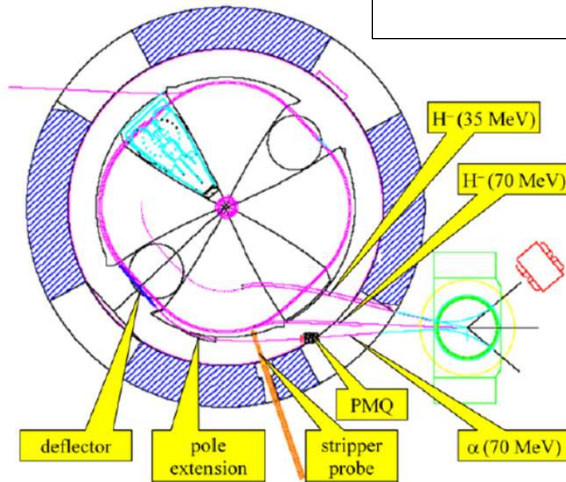 H⁻(35 MeV)
H⁻(70 MeV)
PMQ
deflector
pole
extension
stripper
probe
α (70 MeV)